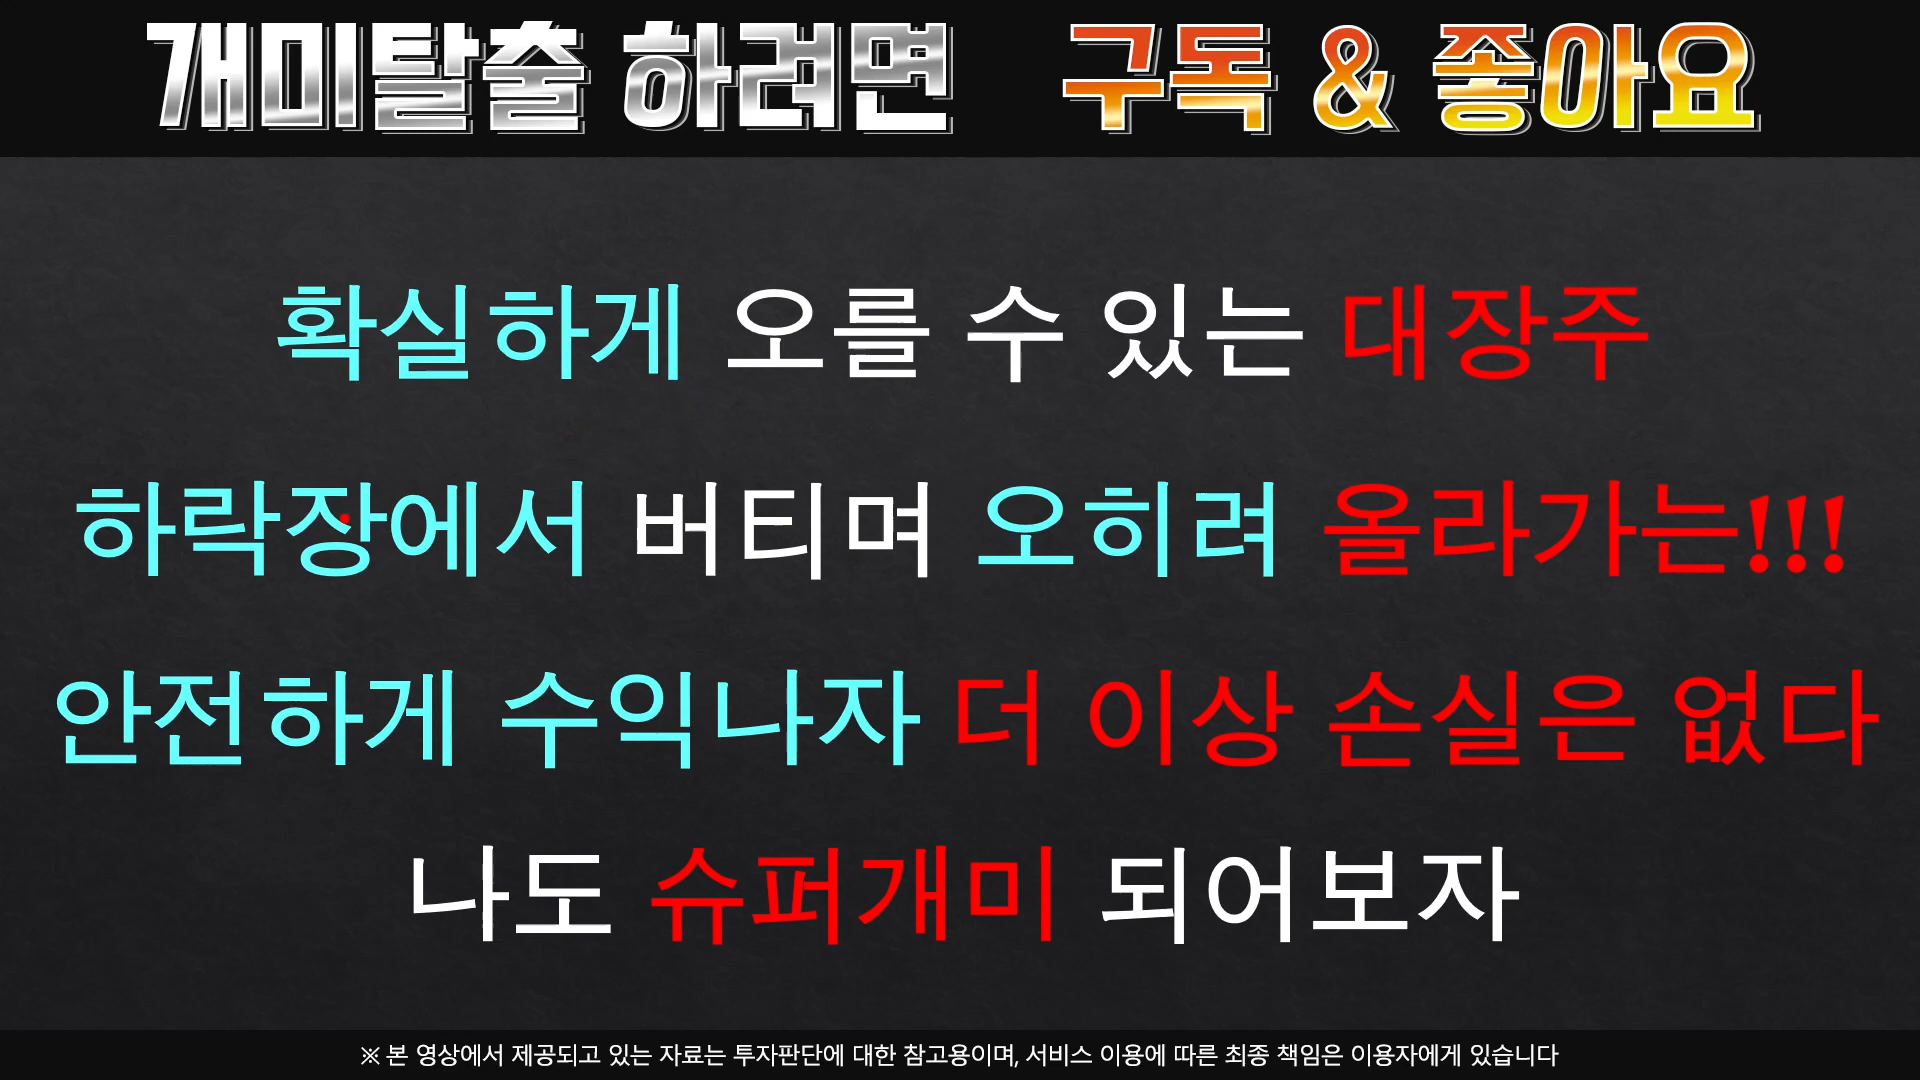 개미탈출 하려면 구독 & 좋아요
확실하게 오를 수 있는 대장주
하락장에서 버티며 오히려 올라가는!!!
안전하게 수익나자 더 이상 손실은 없다
나도 슈퍼개미 되어보자
※ 본 영상에서 제공되고 있는 자료는 투자판단에 대한 참고용이며, 서비스 이용에 따른 최종 책임은 이용자에게 있습니다